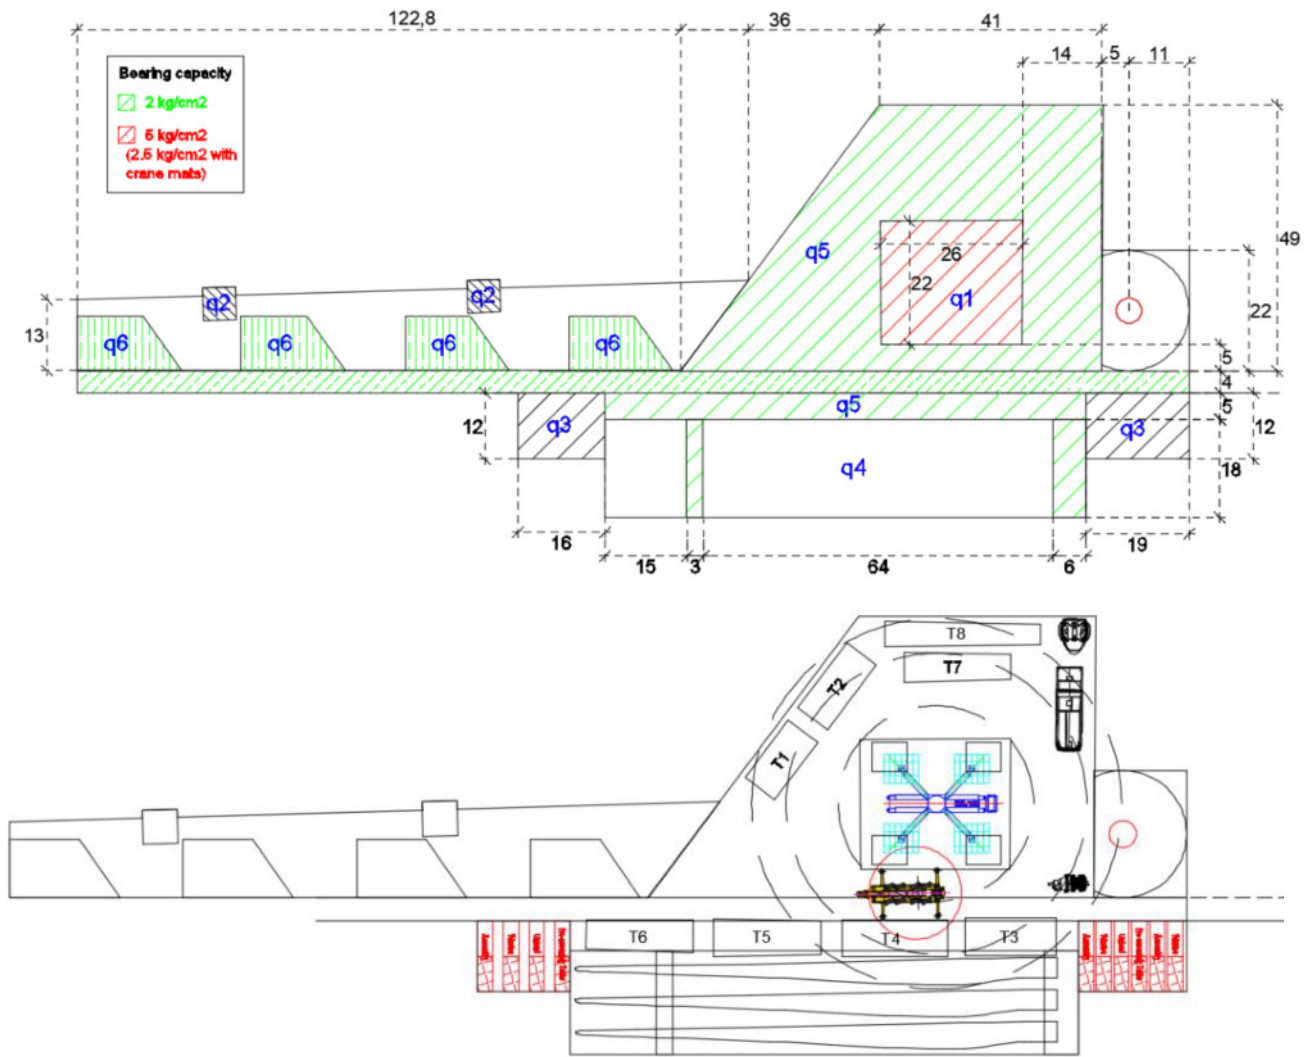 122,8
36
41
14
5
11
Bearing capacity
2 kg/cm2
5 kg/cm2
(2.5 kg/cm2 with
crane mats)
49
q5
26
q2
q2
22
q1
22
13
q6
q6
q6
q6
5
4
q5
5
12
q3
q3
12
q4
18
16
19
15
3
64
6
T8
T7
T2
T1
T6
T5
T4
T3